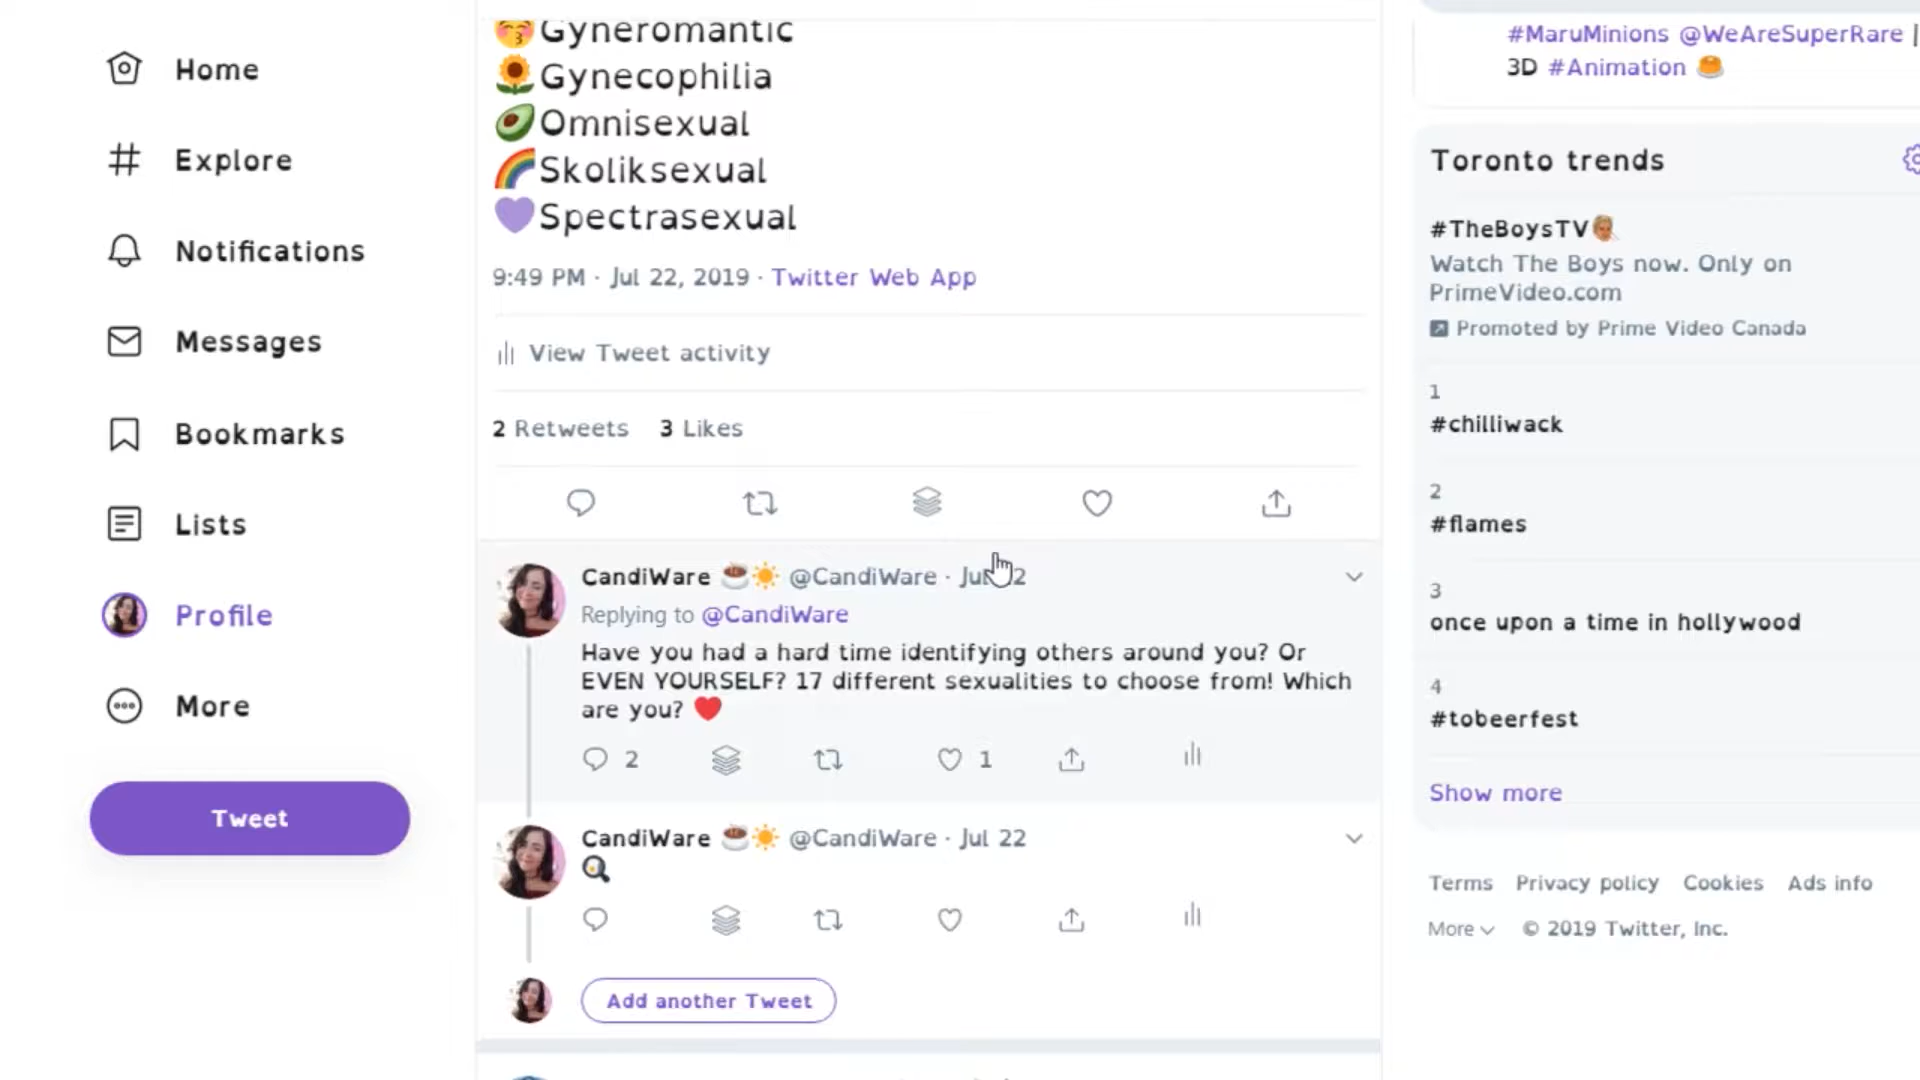 Home
Explore
Notifications
Messages
Bookmarks
Lists
Profile
More
Tweet
Gyneromantic
Gynecophilia
Omnisexual
Skoliksexual
Spectrasexual
9:49 PM · Jul 22, 2019 · Twitter Web App
View Tweet activity
2 Retweets 3 Likes
CandiWare @CandiWare ·
Replying to @CandiWare
Have you had a hard time identifying others around you? Or
EVEN YOURSELF? 17 different sexualities to choose from! Which
are you? ❤️
2 1
CandiWare @CandiWare · Jul 22
Add another Tweet
#MaruMinions @WeAreSuperRare |
3D #Animation
Toronto trends
#TheBoysTV
Watch The Boys now. Only on
PrimeVideo.com
Promoted by Prime Video Canada
1
#chilliwack
2
#flames
3
once upon a time in hollywood
4
#tobeerfest
Show more
Terms Privacy policy Cookies Ads info
More © 2019 Twitter, Inc.